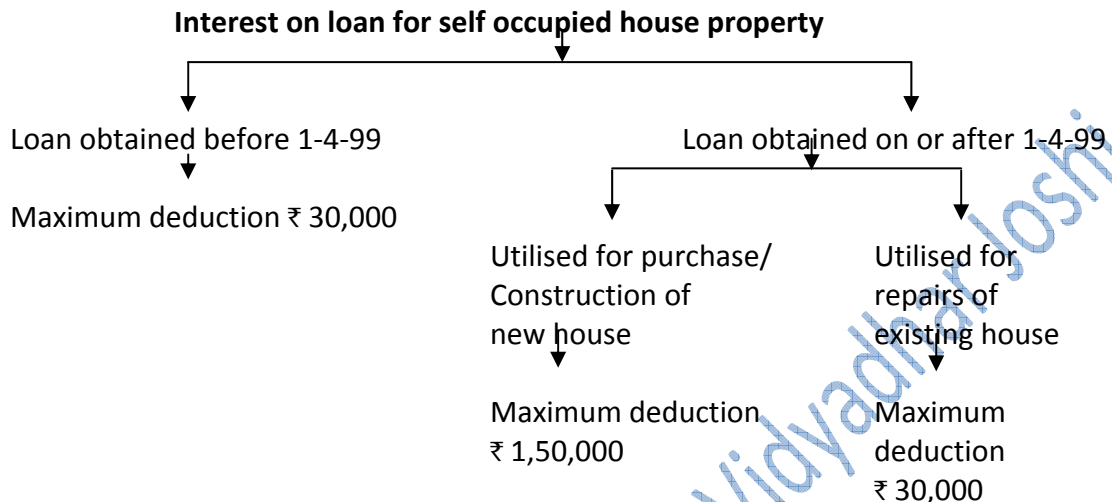 Interest on loan for self occupied house property
Loan obtained before 1-4-99
Loan obtained on or after 1-4-99
Maximum deduction ₹ 30,000
Utilised for purchase/
Construction of
new house
Utilised for
repairs of
existing house
Maximum deduction
₹ 1,50,000
Maximum
deduction
₹ 30,000
Vidyadhar Joshi